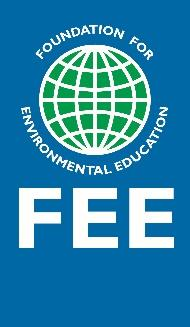 FOUNDATION FOR
ENVIRONMENTAL EDUCATION
FEE